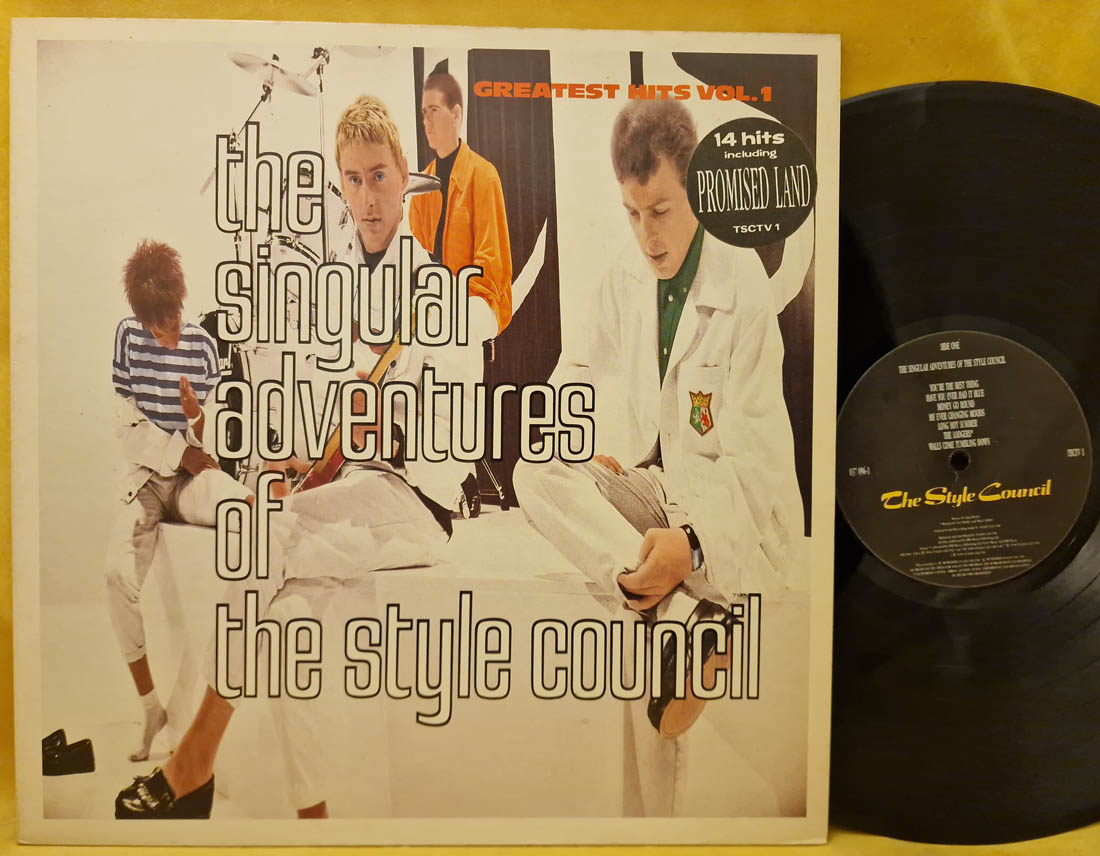 GREATEST HITS VOL.1
the
singular
adventures
of
the style council
14 hits
including
PROMISED LAND
TSCTV 1
SIDE ONE
THE SINGULAR ADVENTURES OF THE STYLE COUNCIL
YOU'RE THE BEST THING
HAVE YOU EVER HAD IT BLUE
MONEY GO ROUND
MY EVER CHANGING MOODS
LONG HOT SUMMER
THE LODGERS*
WALLS COME TUMBLING DOWN
837 896-1
TSCTV 1
The Style Council